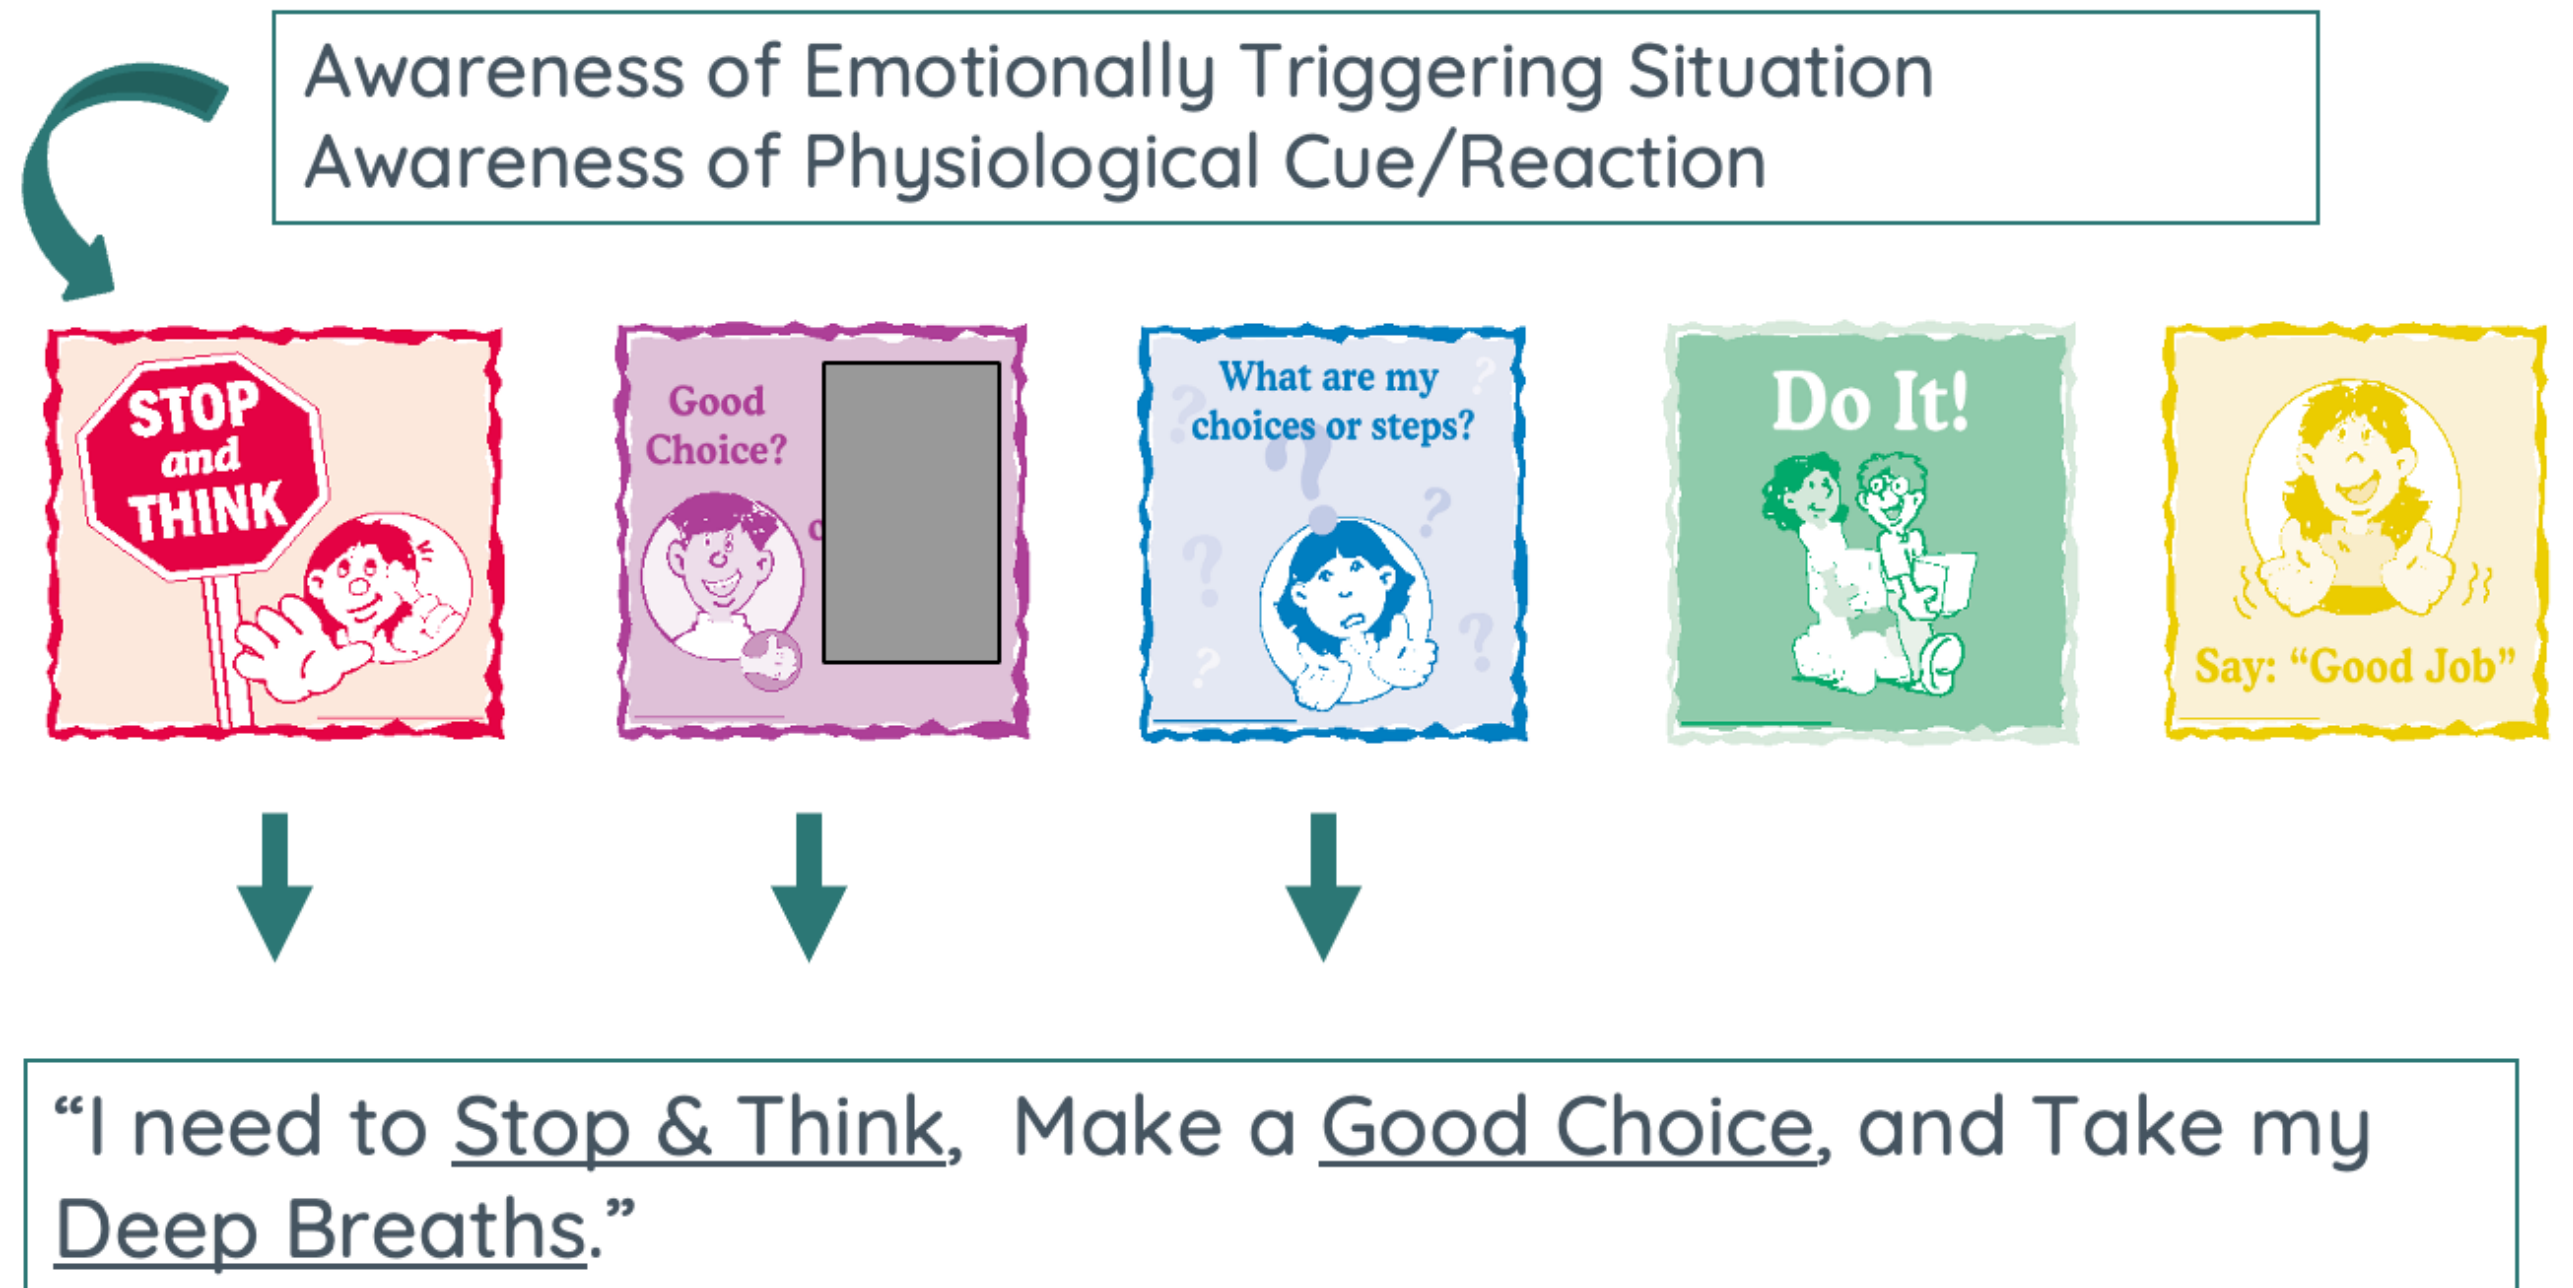 Awareness of Emotionally Triggering Situation
Awareness of Physiological Cue/Reaction
STOP
and
THINK
Good
Choice?
What are my
choices or steps?
Do It!
Say: “Good Job”
“I need to Stop & Think, Make a Good Choice, and Take my
Deep Breaths.”